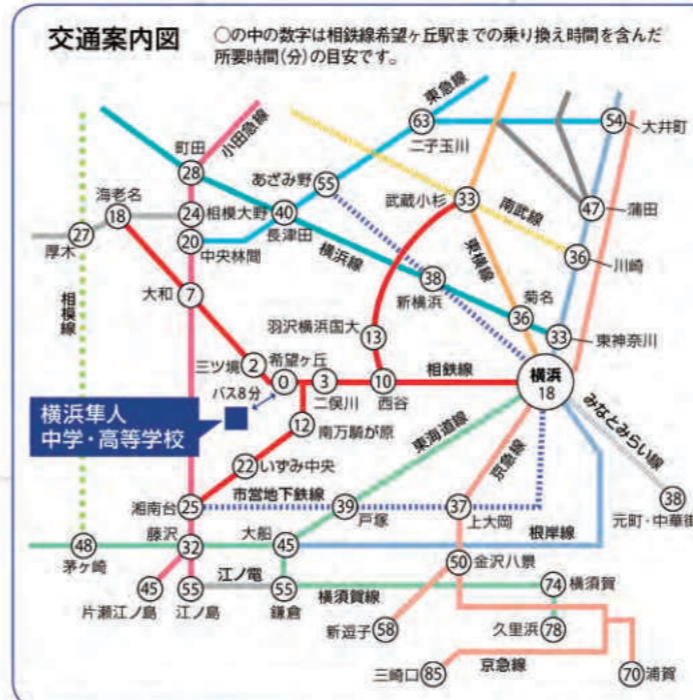 交通案内図
○の中の数字は相鉄線希望ヶ丘駅までの乗り換え時間を含んだ
所要時間(分)の目安です。
東急線
63
二子玉川
54
大井町
小田急線
町田
28
あざみ野
55
武蔵小杉
33
南武線
47
蒲田
海老名
18
24
相模大野
40
長津田
27
厚木
20
中央林間
横浜線
東横線
36
川崎
38
新横浜
菊名
36
33
東神奈川
大和
7
相模線
羽沢横浜国大
13
三ツ境
2
希望ヶ丘
0
3
二俣川
10
西谷
相鉄線
横浜
18
バス8分
横浜隼人
中学・高等学校
12
南万騎が原
東海道線
京急線
みなとみらい線
22
いずみ中央
38
元町・中華街
市営地下鉄線
湘南台
25
39
戸塚
37
上大岡
根岸線
48
茅ヶ崎
藤沢
32
大船
45
50
金沢八景
江ノ電
45
片瀬江ノ島
55
江ノ島
55
鎌倉
横須賀線
74
横須賀
新逗子
58
久里浜
78
三崎口
85
京急線
70
浦賀